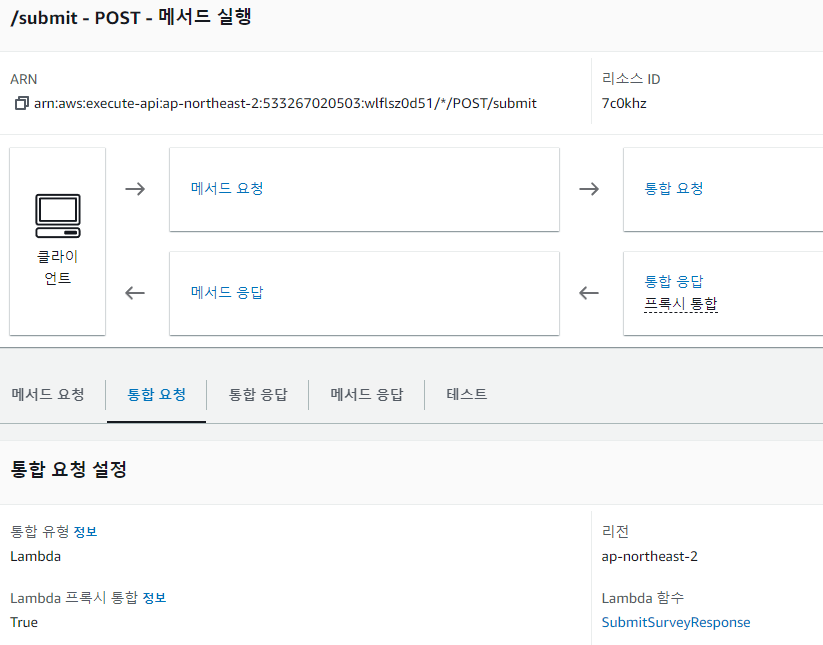 /submit - POST - 메서드 실행
ARN
리소스 ID
arn:aws:execute-api:ap-northeast-2:533267020503:wlflsz0d51/*/POST/submit
7c0khz
클라이
언트
메서드 요청
통합 요청
메서드 응답
통합 응답
프록시 통합
메서드 요청
통합 요청
통합 응답
메서드 응답
테스트
통합 요청 설정
통합 유형 정보
Lambda
리전
ap-northeast-2
Lambda 프록시 통합 정보
True
Lambda 함수
SubmitSurveyResponse